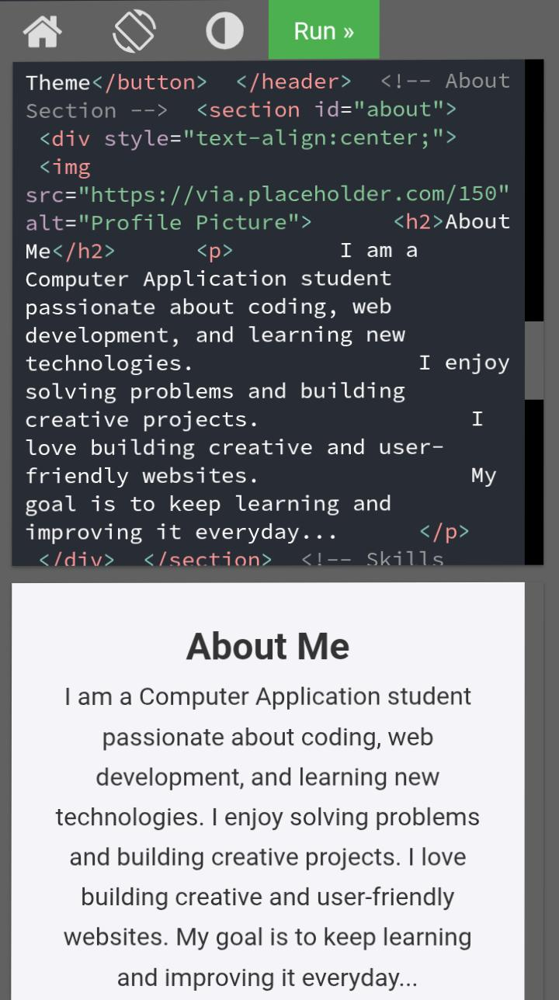 Run »
Theme</button>  </header>  <!-- About
Section -->  <section id="about">
<div style="text-align:center;">
<img
src="https://via.placeholder.com/150"
alt="Profile Picture">      <h2>About
Me</h2>      <p>        I am a
Computer Application student
passionate about coding, web
development, and learning new
technologies.                 I enjoy
solving problems and building
creative projects.                I
love building creative and user-
friendly websites.                My
goal is to keep learning and
improving it everyday...      </p>
</div>  </section>  <!-- Skills
About Me
I am a Computer Application student
passionate about coding, web
development, and learning new
technologies. I enjoy solving problems
and building creative projects. I love
building creative and user-friendly
websites. My goal is to keep learning
and improving it everyday...